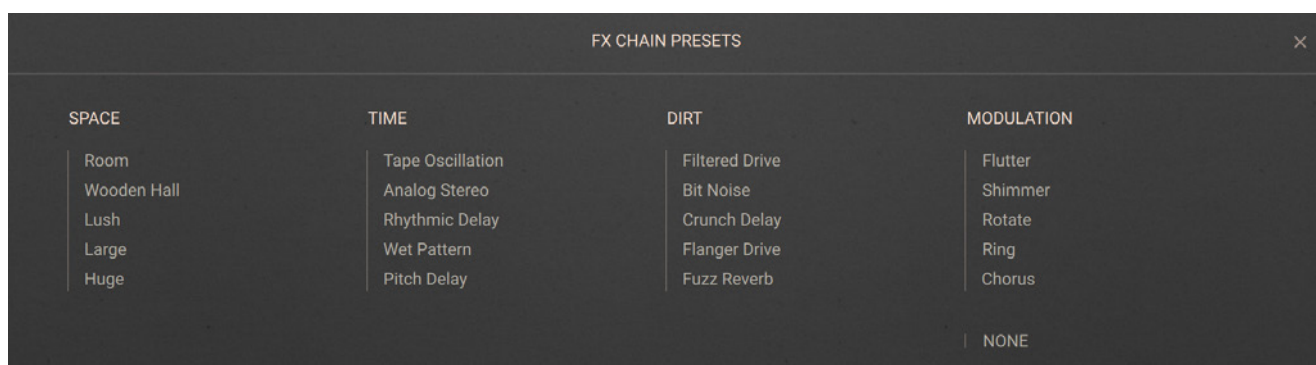 FX CHAIN PRESETS
×
SPACE
Room
Wooden Hall
Lush
Large
Huge
TIME
Tape Oscillation
Analog Stereo
Rhythmic Delay
Wet Pattern
Pitch Delay
DIRT
Filtered Drive
Bit Noise
Crunch Delay
Flanger Drive
Fuzz Reverb
MODULATION
Flutter
Shimmer
Rotate
Ring
Chorus
NONE